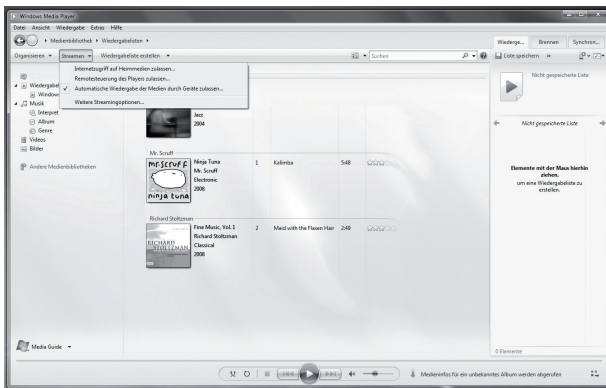 Windows Media Player
Datei Ansicht Wiedergabe Extras Hilfe
Medienbibliothek Wiedergabelisten
Wiederge... Brennen Synchron...
Organisieren Streamen Wiedergabeliste erstellen
Suchen
Liste speichern
Internetzugriff auf Heimmedien zulassen...
Remotesteuerung des Players zulassen...
Automatische Wiedergabe der Medien durch Geräte zulassen...
Weitere Streamingoptionen...
Wiedergabel
Window
Musik
Interpret
Album
Genre
Videos
Bilder
Andere Medienbibliotheken
Jazz
2004
Mr. Scruff
mr.scruff
ninja tuna
Ninja Tuna 1 Kalimba 5:48
Mr. Scruff
Electronic
2008
Richard Stoltzman
RICHARD
STOLTZMAN
Fine Music, Vol. 1 2 Maid with the Flaxen Hair 2:49
Richard Stoltzman
Classical
2008
Nicht gespeicherte Liste
Nicht gespeicherte Liste
Elemente mit der Maus hierhin
ziehen,
um eine Wiedergabeliste zu
erstellen.
0 Elemente
Media Guide
Medieninfos für ein unbekanntes Album werden abgerufen